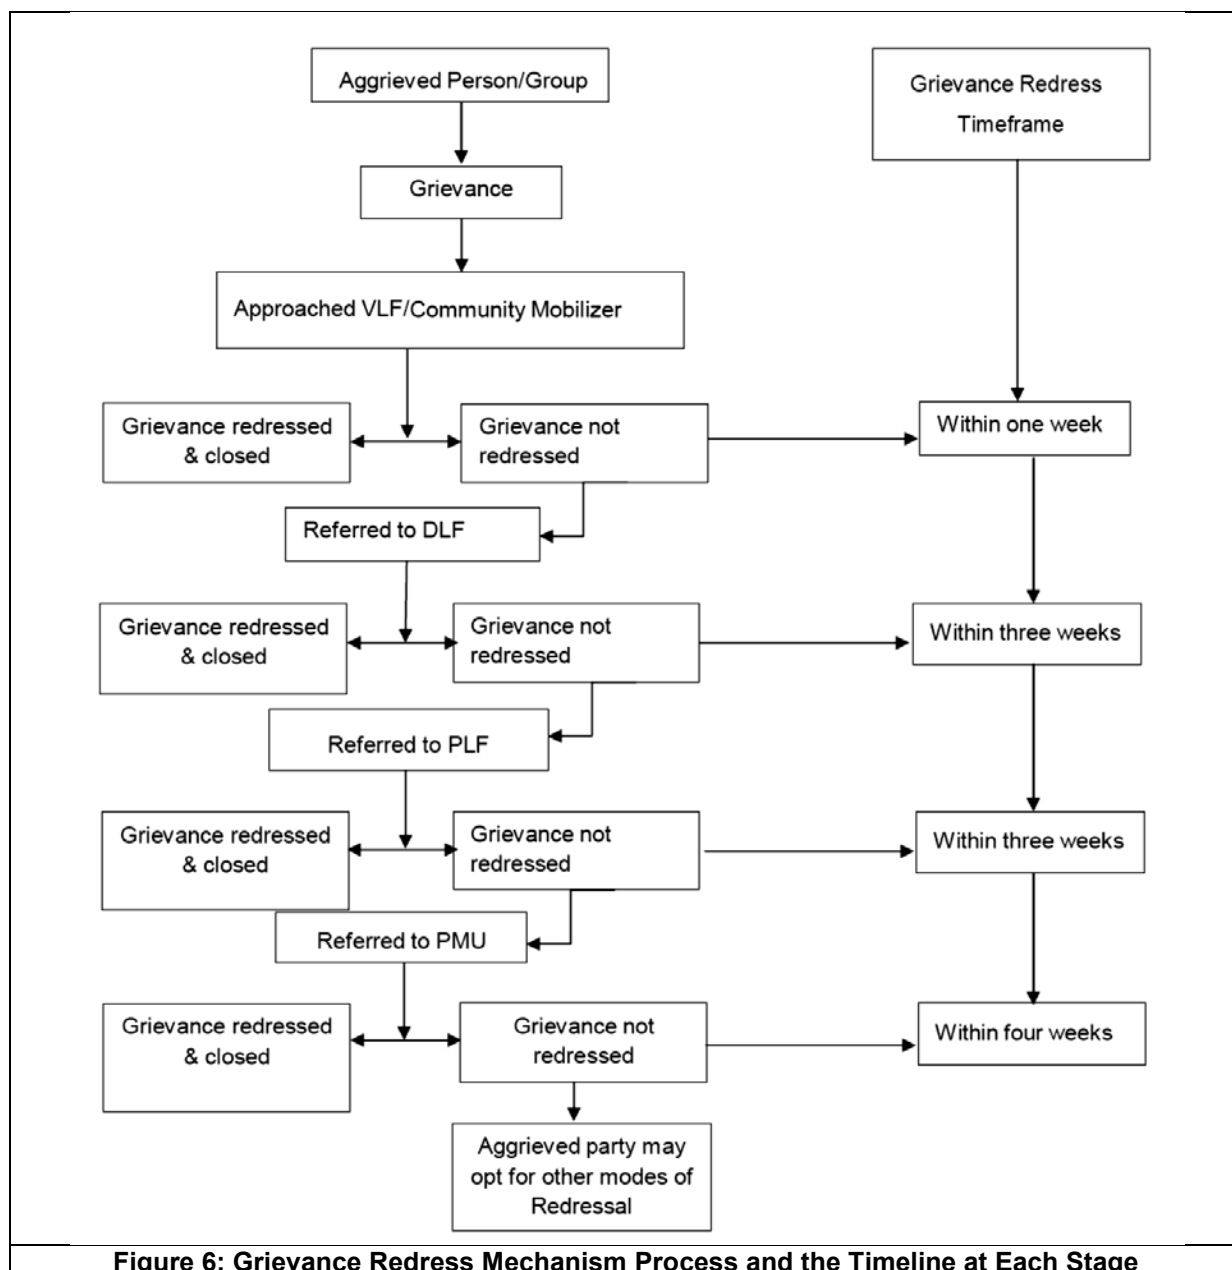 Aggrieved Person/Group
Grievance Redress
Timeframe
Grievance
Approached VLF/Community Mobilizer
Grievance redressed
& closed
Grievance not
redressed
Within one week
Referred to DLF
Grievance redressed
& closed
Grievance not
redressed
Within three weeks
Referred to PLF
Grievance redressed
& closed
Grievance not
redressed
Within three weeks
Referred to PMU
Grievance redressed
& closed
Grievance not
redressed
Within four weeks
Aggrieved party may
opt for other modes of
Redressal
Figure 6: Grievance Redress Mechanism Process and the Timeline at Each Stage